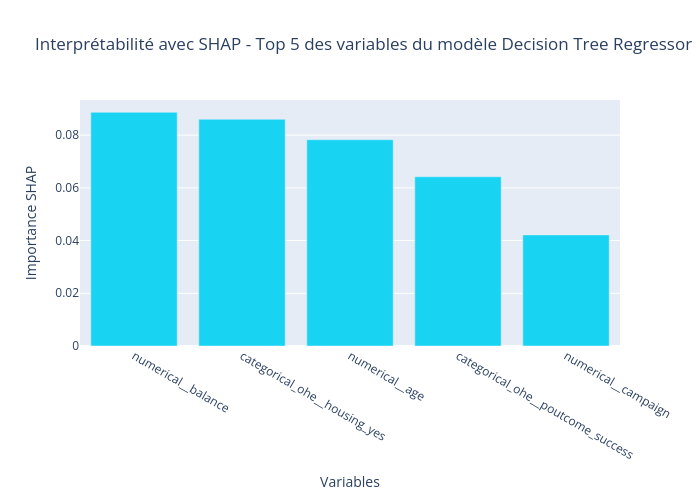 Interprétabilité avec SHAP - Top 5 des variables du modèle Decision Tree Regressor
Importance SHAP
0.08
0.06
0.04
0.02
0
numerical__balance
categorical_ohe__housing_yes
numerical__age
categorical_ohe__poutcome_success
numerical__campaign
Variables